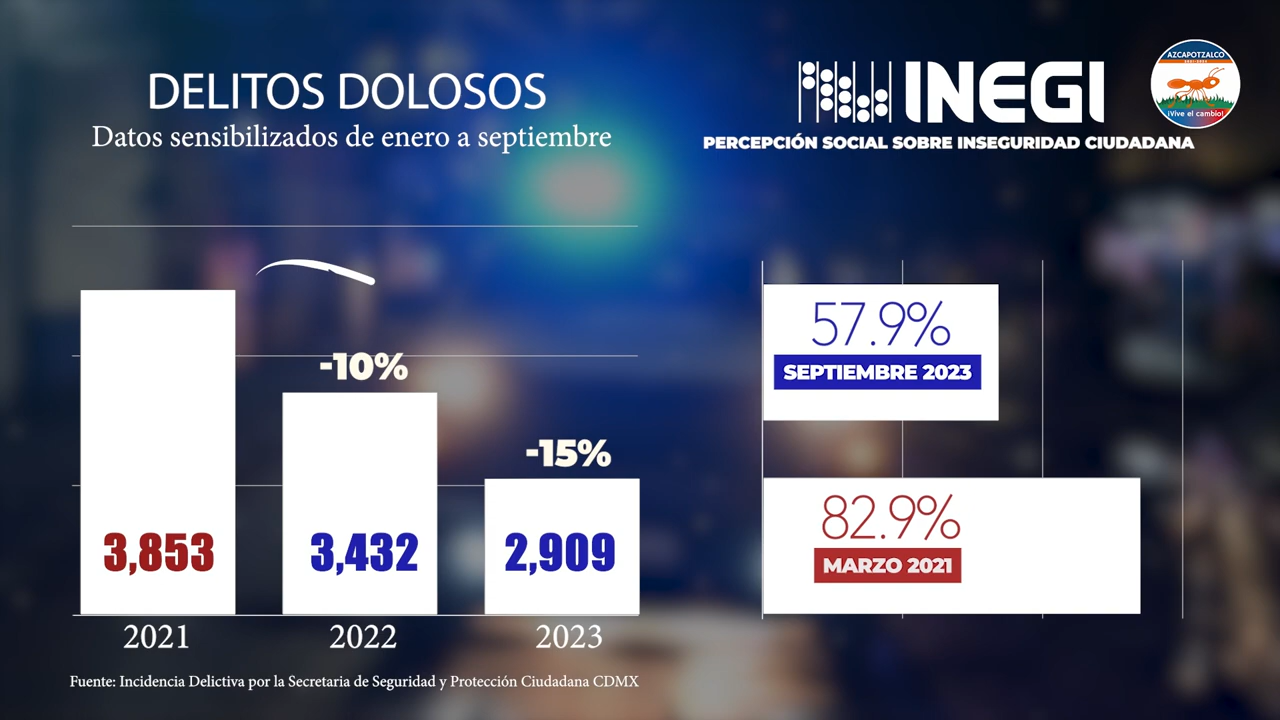 DELITOS DOLOSOS
Datos sensibilizados de enero a septiembre
-10%
-15%
3,853
3,432
2,909
2021
2022
2023
Fuente: Incidencia Delictiva por la Secretaria de Seguridad y Protección Ciudadana CDMX
INEGI
AZCAPOTZALCO
¡Vive el cambio!
PERCEPCIÓN SOCIAL SOBRE INSEGURIDAD CIUDADANA
57.9%
SEPTIEMBRE 2023
82.9%
MARZO 2021